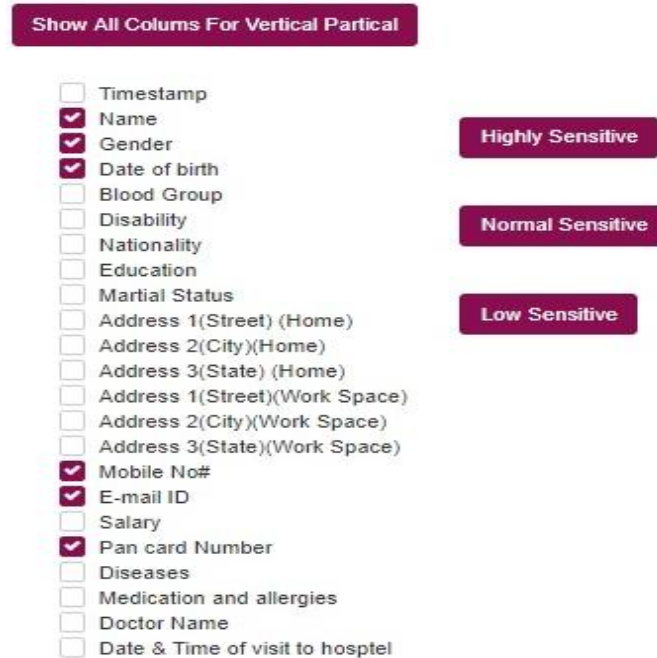 Show All Colums For Vertical Partical
Timestamp
Name
Gender
Date of birth
Blood Group
Disability
Nationality
Education
Martial Status
Address 1(Street) (Home)
Address 2(City)(Home)
Address 3(State) (Home)
Address 1(Street)(Work Space)
Address 2(City)(Work Space)
Address 3(State)(Work Space)
Mobile No#
E-mail ID
Salary
Pan card Number
Diseases
Medication and allergies
Doctor Name
Date & Time of visit to hosptel
Highly Sensitive
Normal Sensitive
Low Sensitive